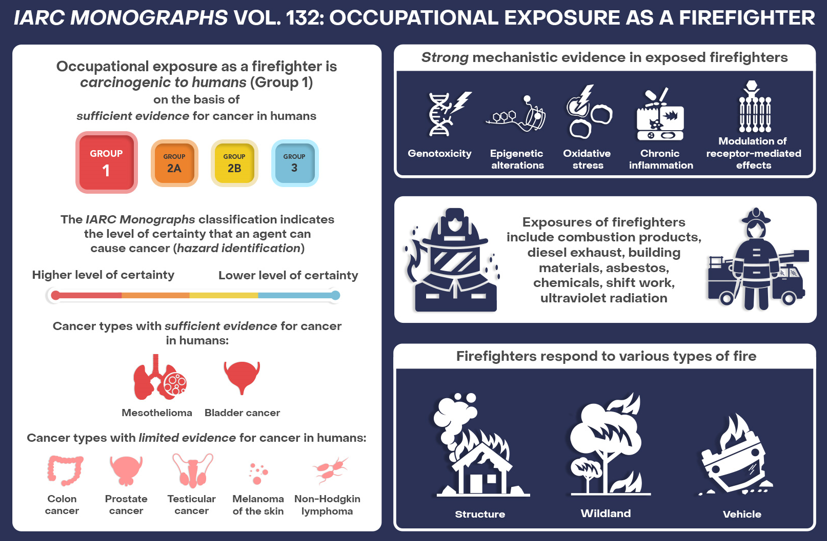 IARC MONOGRAPHS VOL. 132: OCCUPATIONAL EXPOSURE AS A FIREFIGHTER
Occupational exposure as a firefighter is
carcinogenic to humans (Group 1)
on the basis of
sufficient evidence for cancer in humans
GROUP
1
GROUP
2A
GROUP
2B
GROUP
3
The IARC Monographs classification indicates
the level of certainty that an agent can
cause cancer (hazard identification)
Higher level of certainty
Lower level of certainty
Cancer types with sufficient evidence for cancer
in humans:
Mesothelioma
Bladder cancer
Cancer types with limited evidence for cancer in humans:
Colon
cancer
Prostate
cancer
Testicular
cancer
Melanoma
of the skin
Non-Hodgkin
lymphoma
Strong mechanistic evidence in exposed firefighters
Genotoxicity
Epigenetic
alterations
Oxidative
stress
Chronic
inflammation
Modulation of
receptor-mediated
effects
Exposures of firefighters
include combustion products,
diesel exhaust, building
materials, asbestos,
chemicals, shift work,
ultraviolet radiation
Firefighters respond to various types of fire
Structure
Wildland
Vehicle